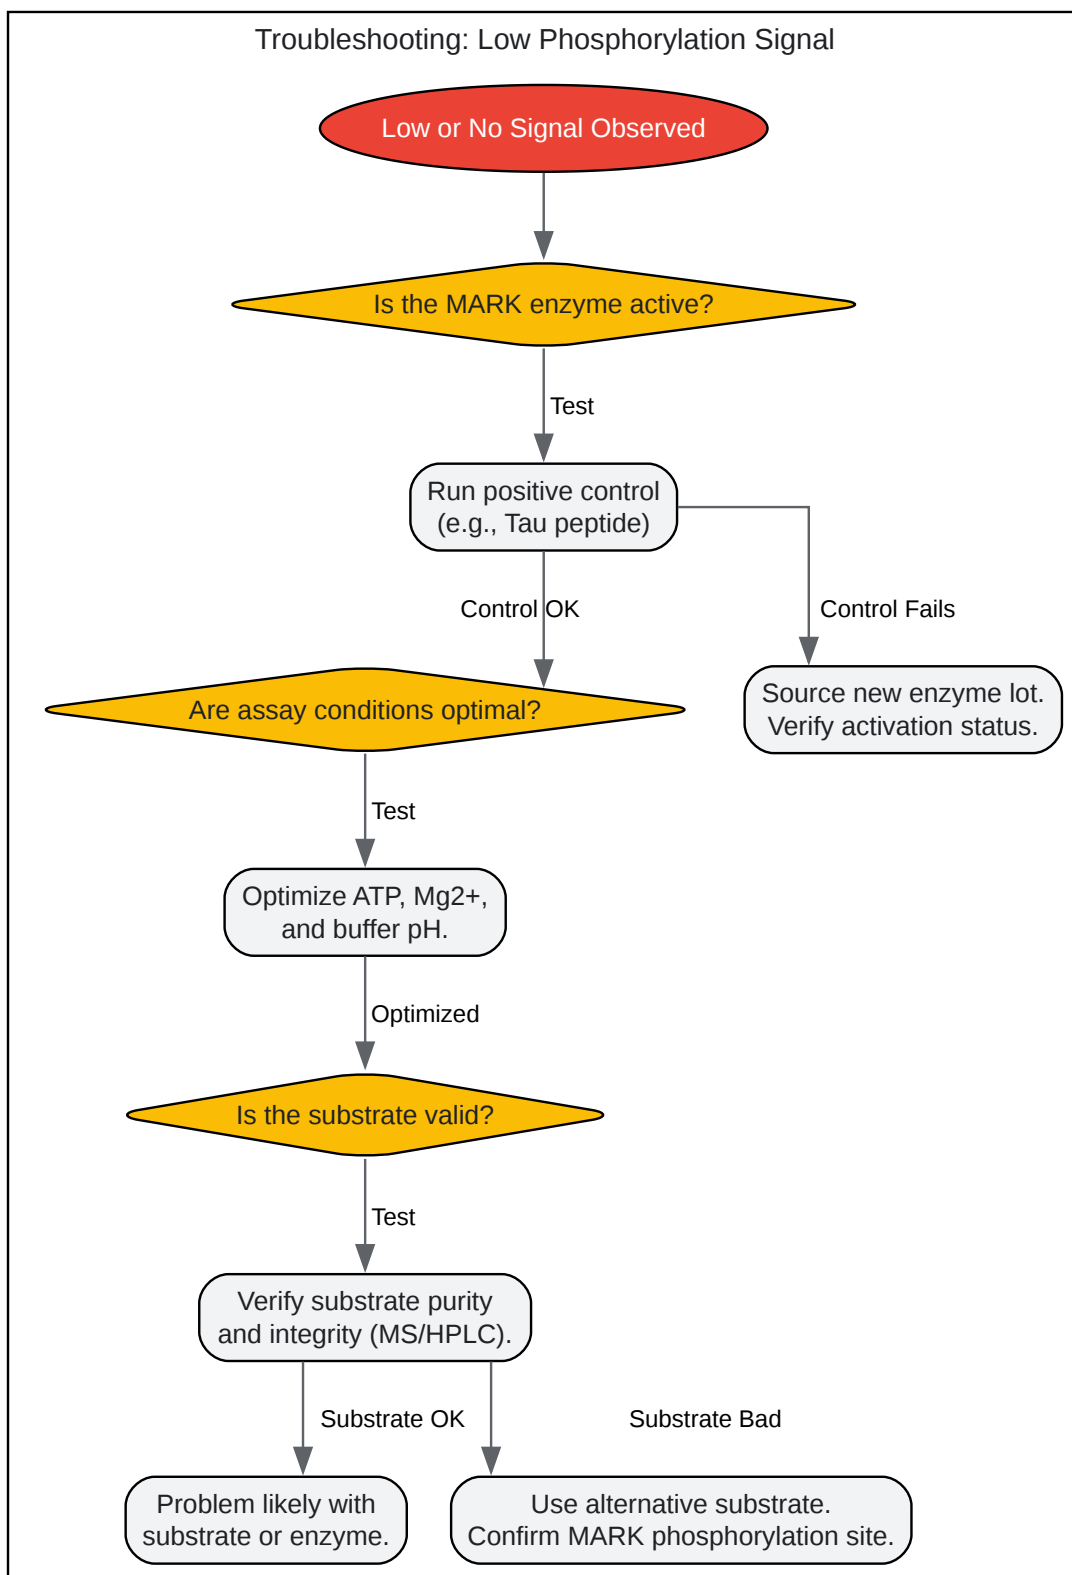 Troubleshooting: Low Phosphorylation Signal
Low or No Signal Observed
Is the MARK enzyme active?
Test
Run positive control
(e.g., Tau peptide)
Control OK
Control Fails
Source new enzyme lot.
Verify activation status.
Are assay conditions optimal?
Test
Optimize ATP, Mg2+,
and buffer pH.
Optimized
Is the substrate valid?
Test
Verify substrate purity
and integrity (MS/HPLC).
Substrate OK
Substrate Bad
Problem likely with
substrate or enzyme.
Use alternative substrate.
Confirm MARK phosphorylation site.